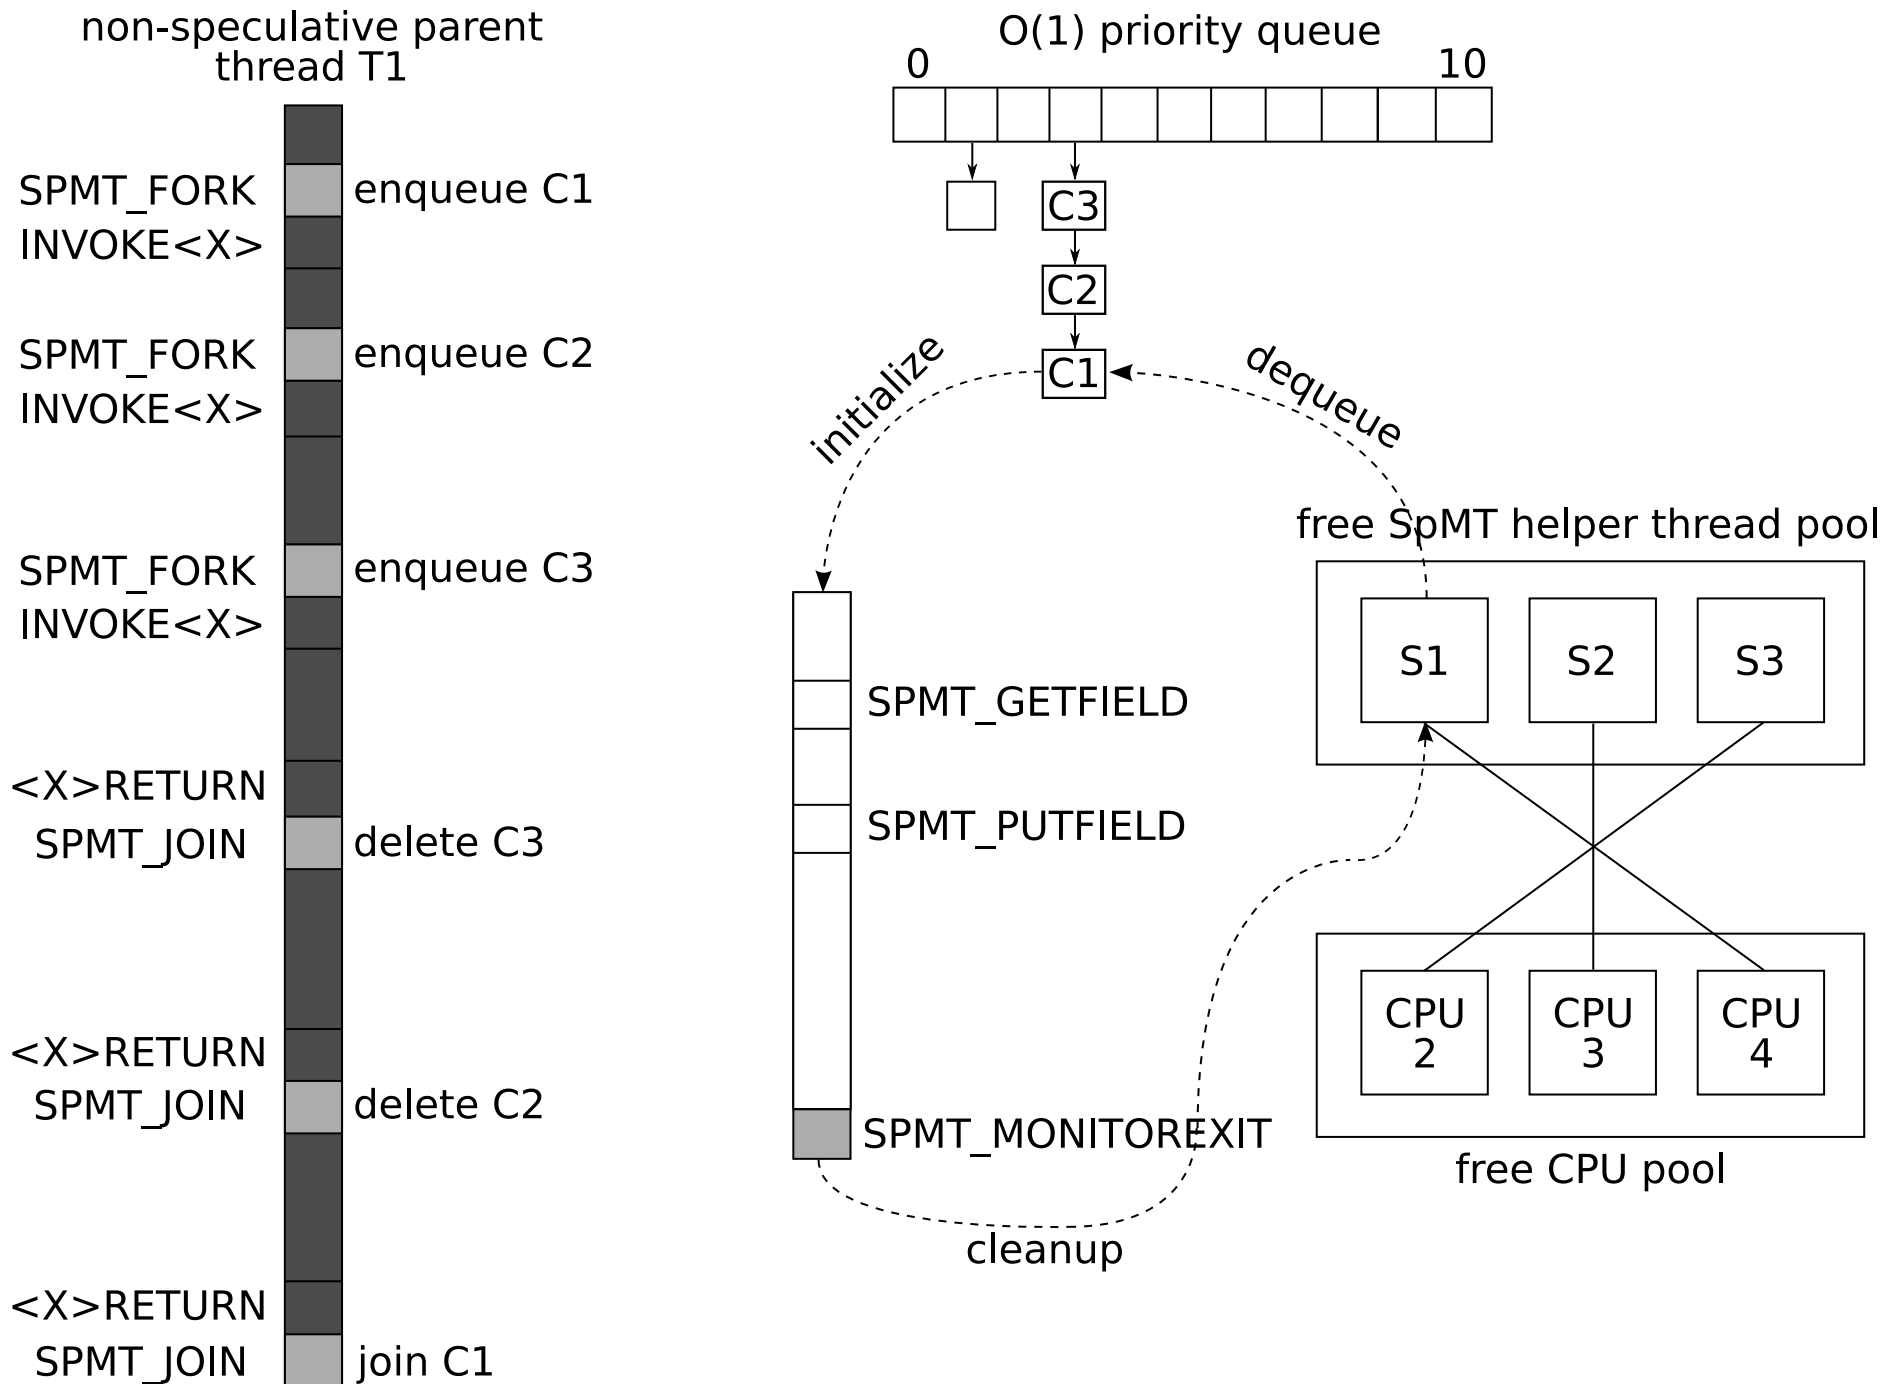 non-speculative parent
thread T1
SPMT_FORK
enqueue C1
INVOKE<X>
SPMT_FORK
enqueue C2
INVOKE<X>
SPMT_FORK
enqueue C3
INVOKE<X>
<X>RETURN
SPMT_JOIN
delete C3
<X>RETURN
SPMT_JOIN
delete C2
<X>RETURN
SPMT_JOIN
join C1
O(1) priority queue
0
10
C3
C2
C1
initialize
dequeue
SPMT_GETFIELD
SPMT_PUTFIELD
SPMT_MONITOREXIT
cleanup
free SpMT helper thread pool
S1
S2
S3
CPU
2
CPU
3
CPU
4
free CPU pool